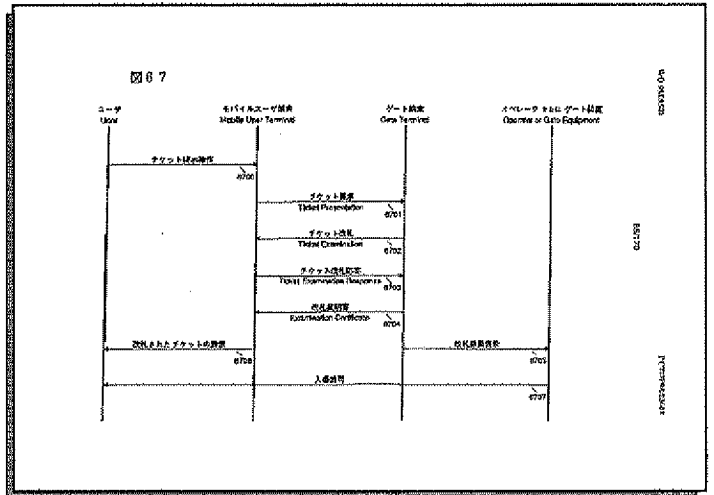 図67
ユーザ
User
モバイルユーザ端末
Mobile User Terminal
ゲート端末
Gate Terminal
オペレータ または ゲート装置
Operator or Gate Equipment
チケット提示操作
6700
チケット提示
Ticket Presentation
6701
チケット改札
Ticket Examination
6702
チケット改札応答
Ticket Examination Response
6703
改札証明書
Examination Certificate
6704
改札されたチケットの表示
6706
改札結果表示
6705
入場許可
6707